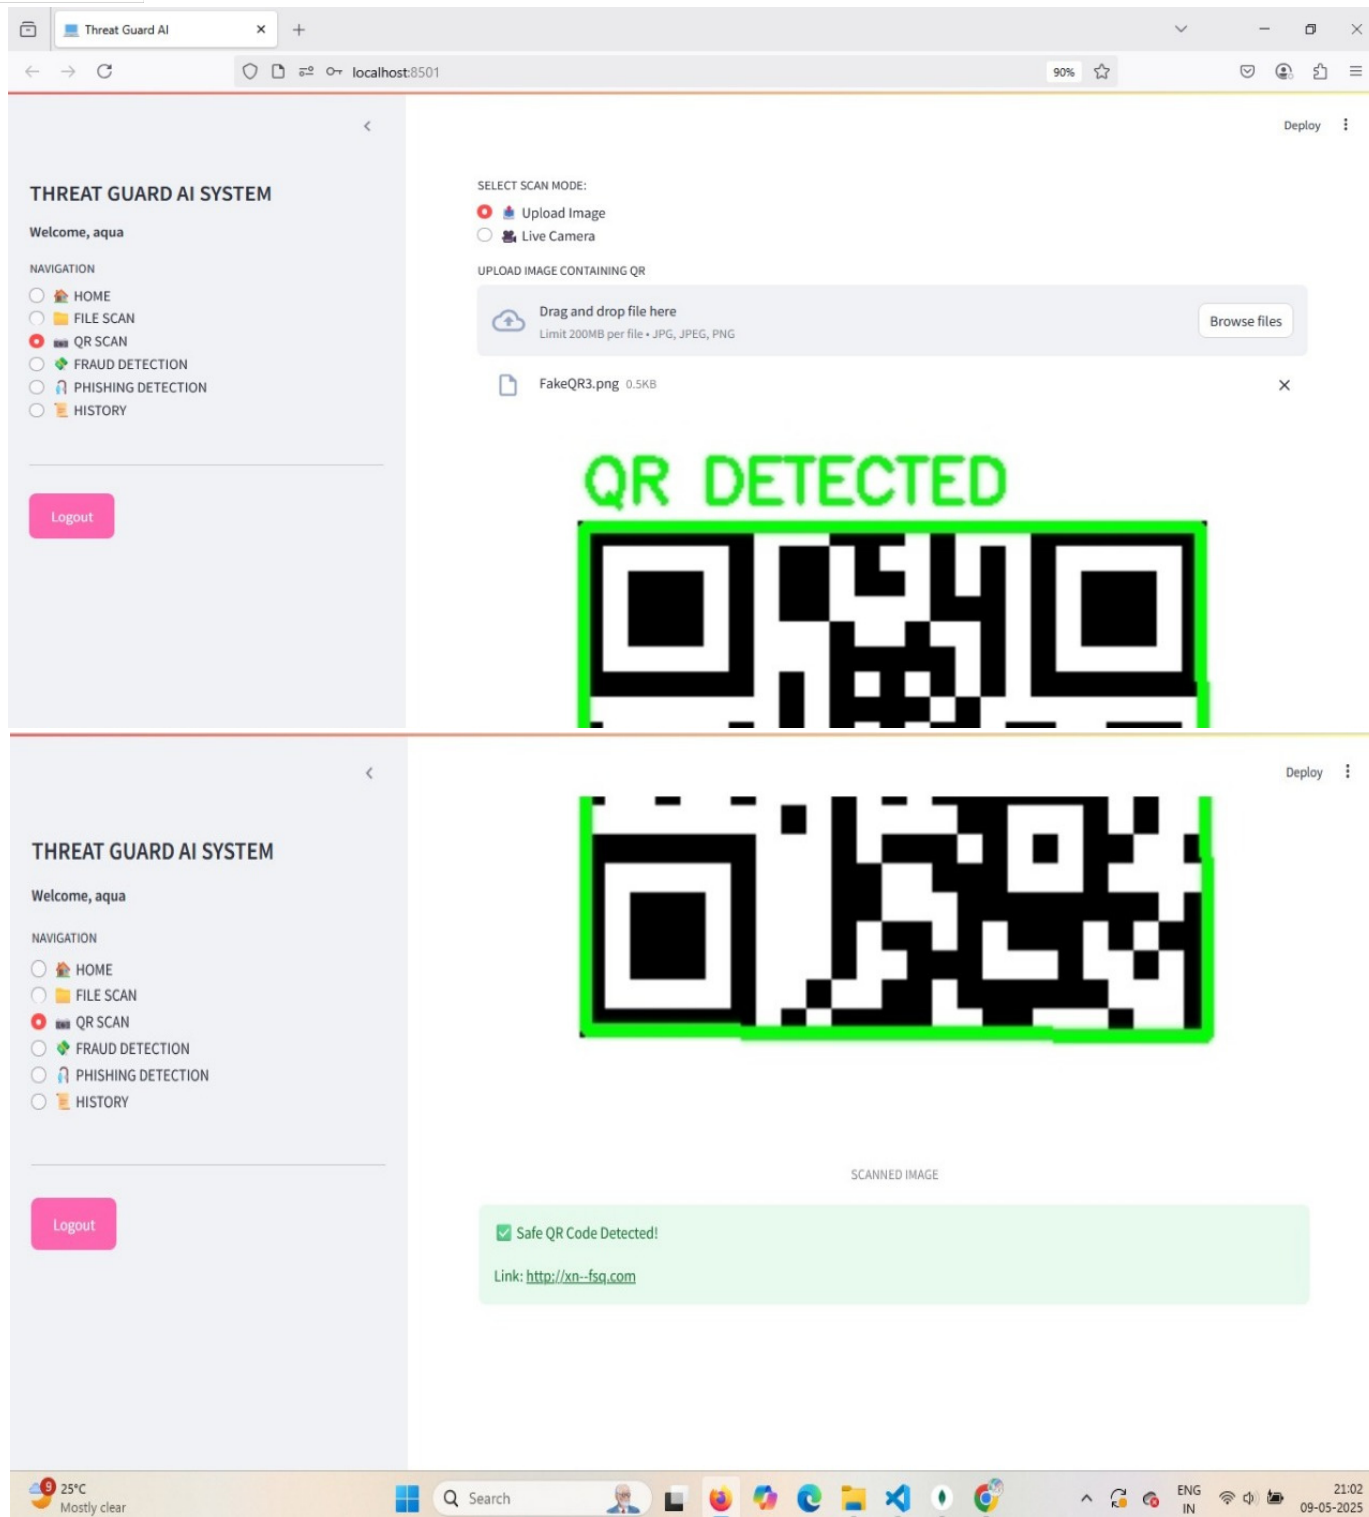 Threat Guard AI
localhost:8501
90%
Deploy
THREAT GUARD AI SYSTEM
Welcome, aqua
NAVIGATION
HOME
FILE SCAN
QR SCAN
FRAUD DETECTION
PHISHING DETECTION
HISTORY
Logout
SELECT SCAN MODE:
Upload Image
Live Camera
UPLOAD IMAGE CONTAINING QR
Drag and drop file here
Limit 200MB per file • JPG, JPEG, PNG
Browse files
FakeQR3.png 0.5KB
QR DETECTED
Deploy
THREAT GUARD AI SYSTEM
Welcome, aqua
NAVIGATION
HOME
FILE SCAN
QR SCAN
FRAUD DETECTION
PHISHING DETECTION
HISTORY
Logout
SCANNED IMAGE
Safe QR Code Detected!
Link: http://xn--fsq.com
9
25°C
Mostly clear
Search
ENG
IN
21:02
09-05-2025